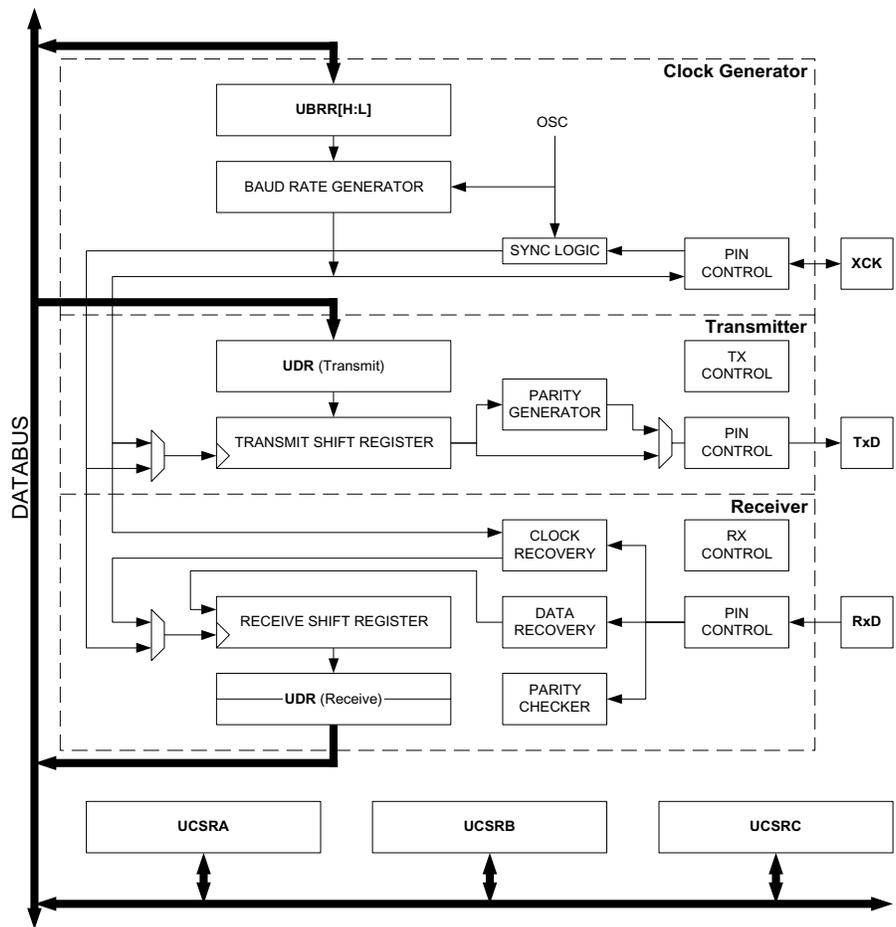 Clock Generator
UBRR[H:L]
OSC
BAUD RATE GENERATOR
SYNC LOGIC
PIN
CONTROL
XCK
Transmitter
UDR (Transmit)
TX
CONTROL
PARITY
GENERATOR
TRANSMIT SHIFT REGISTER
PIN
CONTROL
TxD
DATABUS
Receiver
CLOCK
RECOVERY
RX
CONTROL
RECEIVE SHIFT REGISTER
DATA
RECOVERY
PIN
CONTROL
RxD
UDR (Receive)
PARITY
CHECKER
UCSRA
UCSRB
UCSRC